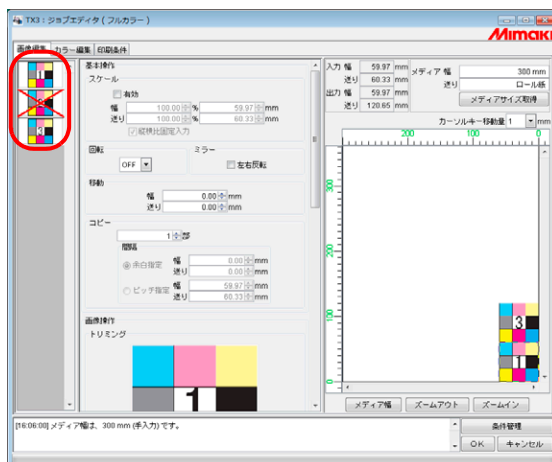 TX3 : ジョブエディタ ( フルカラー )
Mimaki
画像編集 カラー編集 印刷条件
1
3
基本操作
スケール
有効
幅 100.00 % 59.97 mm
送り 100.00 % 60.33 mm
縦横比固定入力
回転 ミラー
OFF 左右反転
移動
幅 0.00 mm
送り 0.00 mm
コピー
1 部
間隔
余白指定 幅 0.00 mm
送り 0.00 mm
ピッチ指定 幅 59.97 mm
送り 60.33 mm
画像操作
トリミング
1
入力 幅 59.97 mm
送り 60.33 mm
出力 幅 59.97 mm
送り 120.65 mm
メディア 幅 300 mm
送り ロール紙
メディアサイズ取得
カーソルキー移動量 1 mm
200 100 0
300
200
100
0
3
1
メディア幅 ズームアウト ズームイン
[16:06:00] メディア幅は、300 mm (手入力) です。
条件管理
OK キャンセル